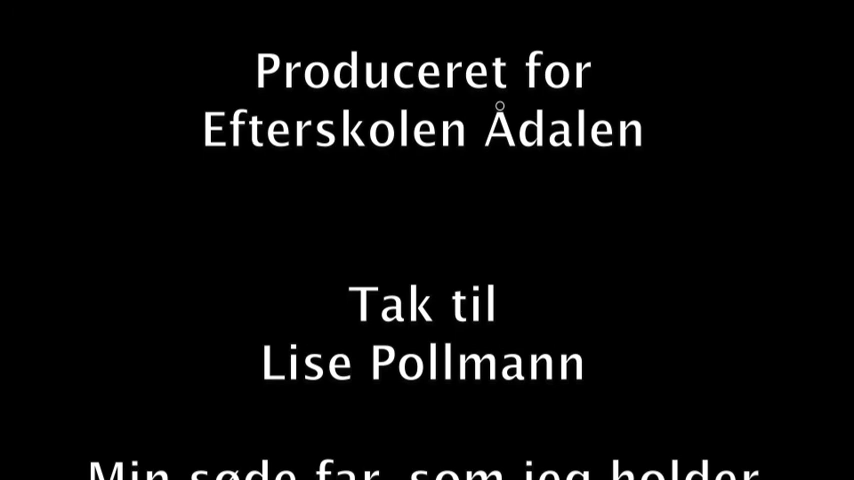 Produceret for
Efterskolen Ådalen
Tak til
Lise Pollmann
Min søde far, som jeg holder